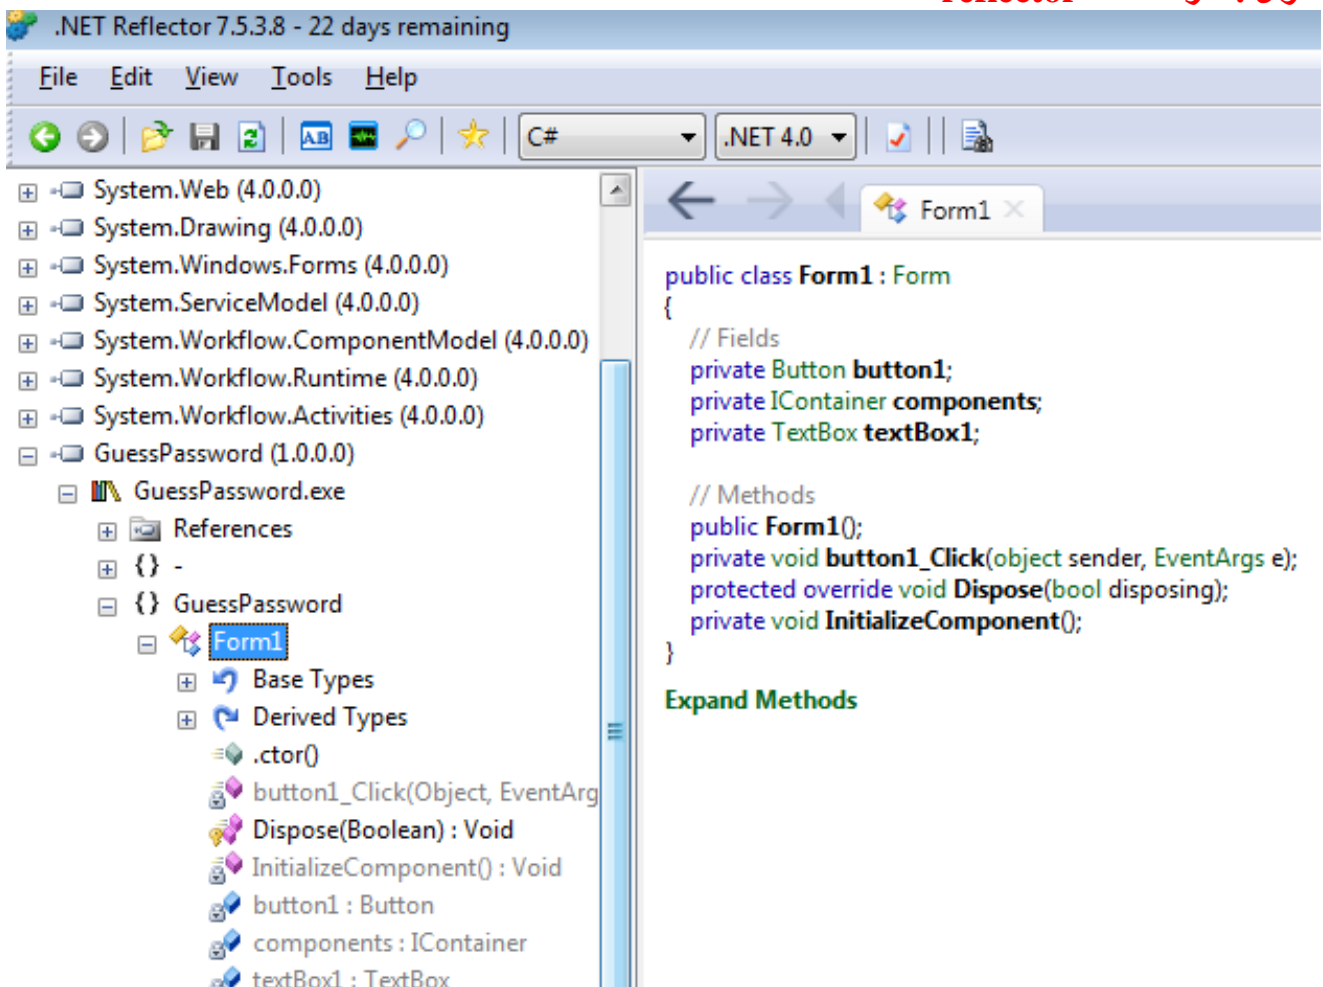 reflector
.NET Reflector 7.5.3.8 - 22 days remaining
File Edit View Tools Help
C# .NET 4.0
System.Web (4.0.0.0)
System.Drawing (4.0.0.0)
System.Windows.Forms (4.0.0.0)
System.ServiceModel (4.0.0.0)
System.Workflow.ComponentModel (4.0.0.0)
System.Workflow.Runtime (4.0.0.0)
System.Workflow.Activities (4.0.0.0)
GuessPassword (1.0.0.0)
GuessPassword.exe
References
{} -
{} GuessPassword
Form1
Base Types
Derived Types
.ctor()
button1_Click(Object, EventArg
Dispose(Boolean) : Void
InitializeComponent() : Void
button1 : Button
components : IContainer
textBox1 : TextBox
Form1
public class Form1 : Form
{
// Fields
private Button button1;
private IContainer components;
private TextBox textBox1;
// Methods
public Form1();
private void button1_Click(object sender, EventArgs e);
protected override void Dispose(bool disposing);
private void InitializeComponent();
}
Expand Methods